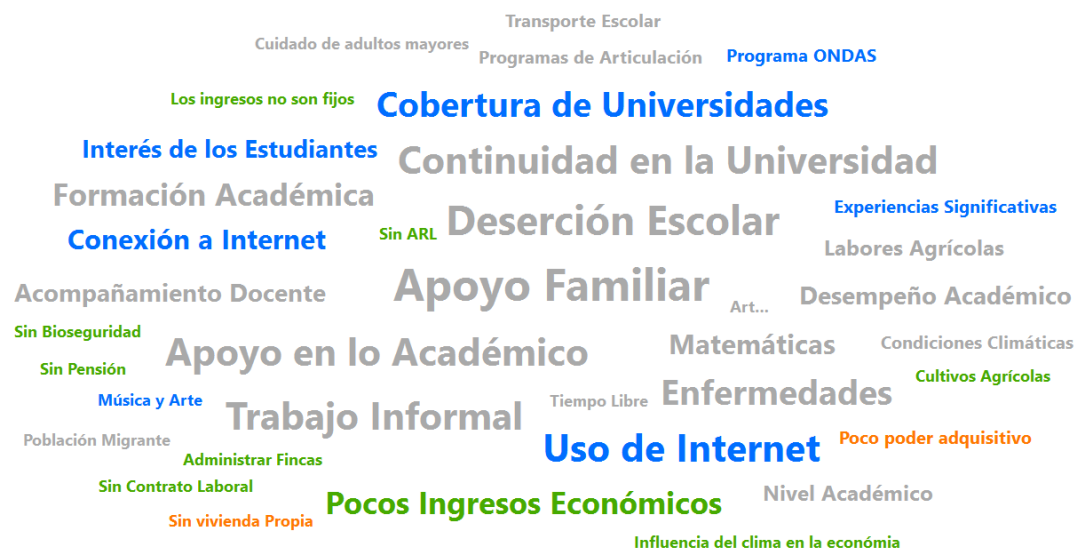 Transporte Escolar
Cuidado de adultos mayores
Programas de Articulación
Programa ONDAS
Los ingresos no son fijos
Cobertura de Universidades
Interés de los Estudiantes
Continuidad en la Universidad
Formación Académica
Experiencias Significativas
Deserción Escolar
Sin ARL
Conexión a Internet
Labores Agrícolas
Apoyo Familiar
Acompañamiento Docente
Desempeño Académico
Art...
Sin Bioseguridad
Apoyo en lo Académico
Matemáticas
Condiciones Climáticas
Sin Pensión
Cultivos Agrícolas
Enfermedades
Música y Arte
Tiempo Libre
Trabajo Informal
Población Migrante
Poco poder adquisitivo
Uso de Internet
Administrar Fincas
Sin Contrato Laboral
Nivel Académico
Pocos Ingresos Económicos
Sin vivienda Propia
Influencia del clima en la económia